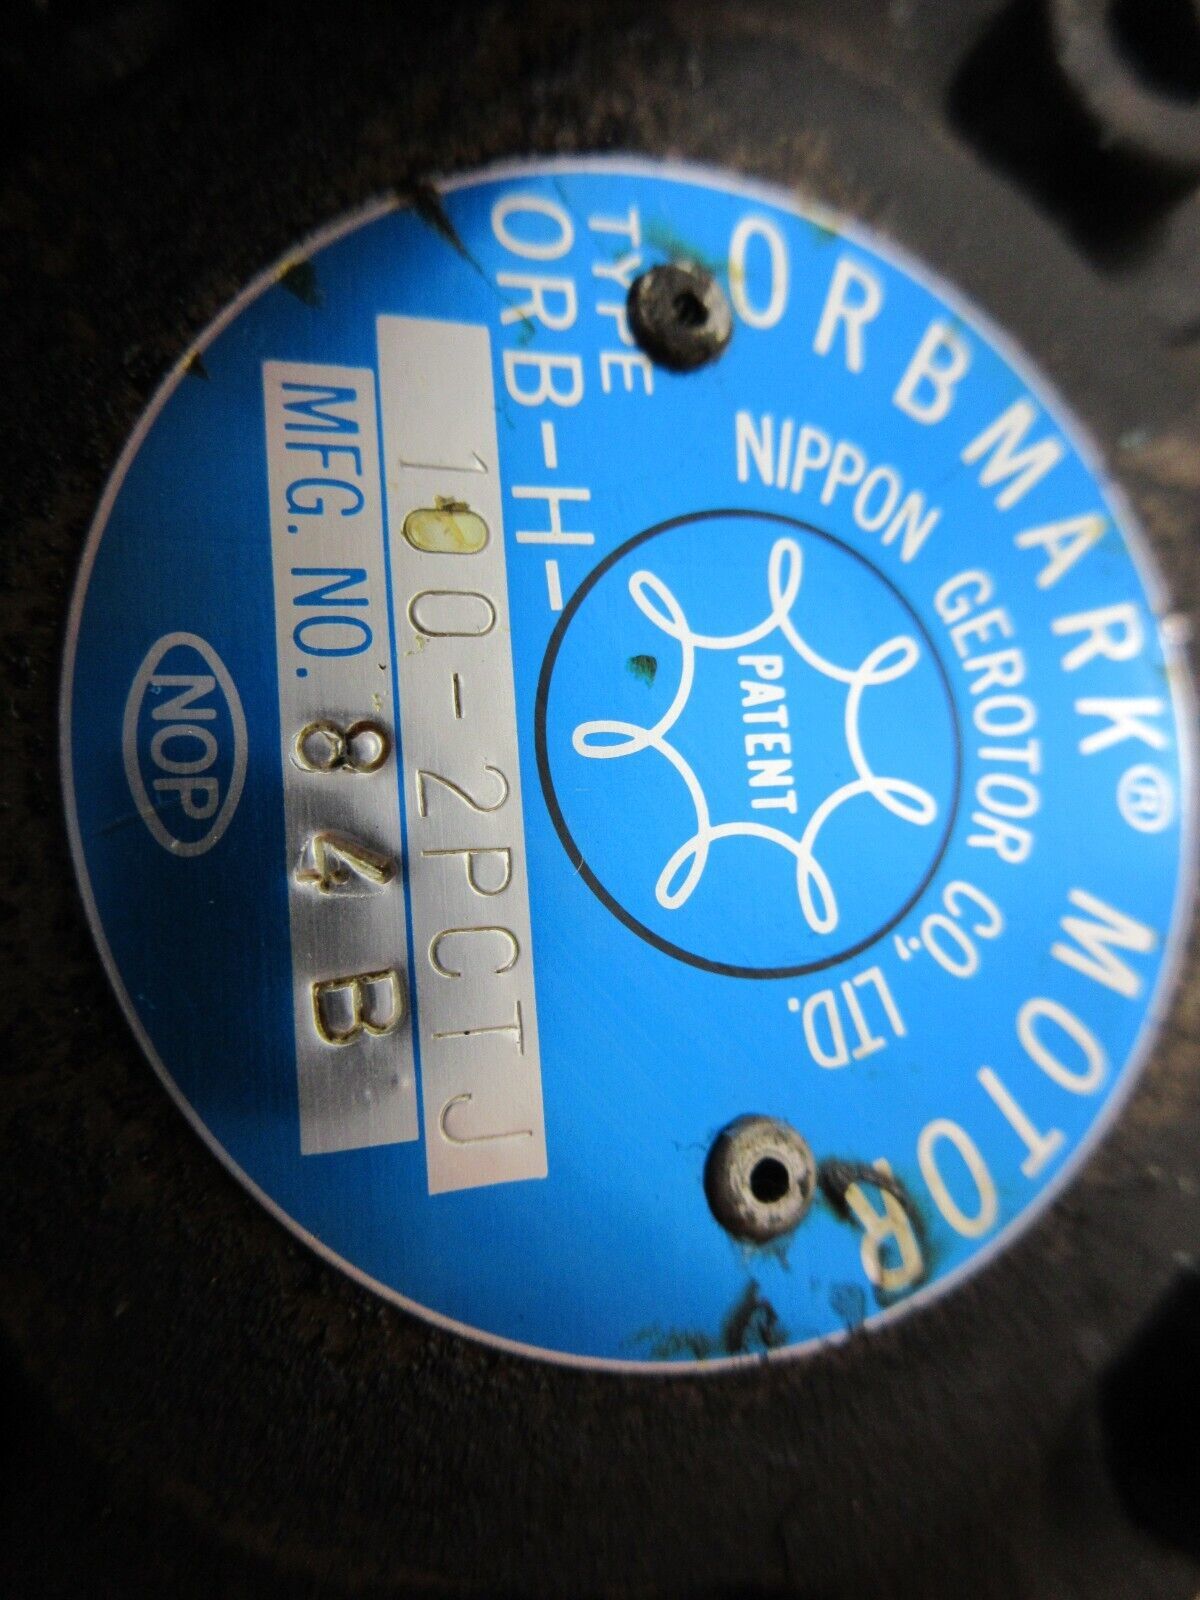 ORBMARK® MOTOR
NIPPON GEROTOR CO., LTD.
PATENT
TYPE
ORB-H-
100-2PCTJ
MFG. NO. 84B
NOP